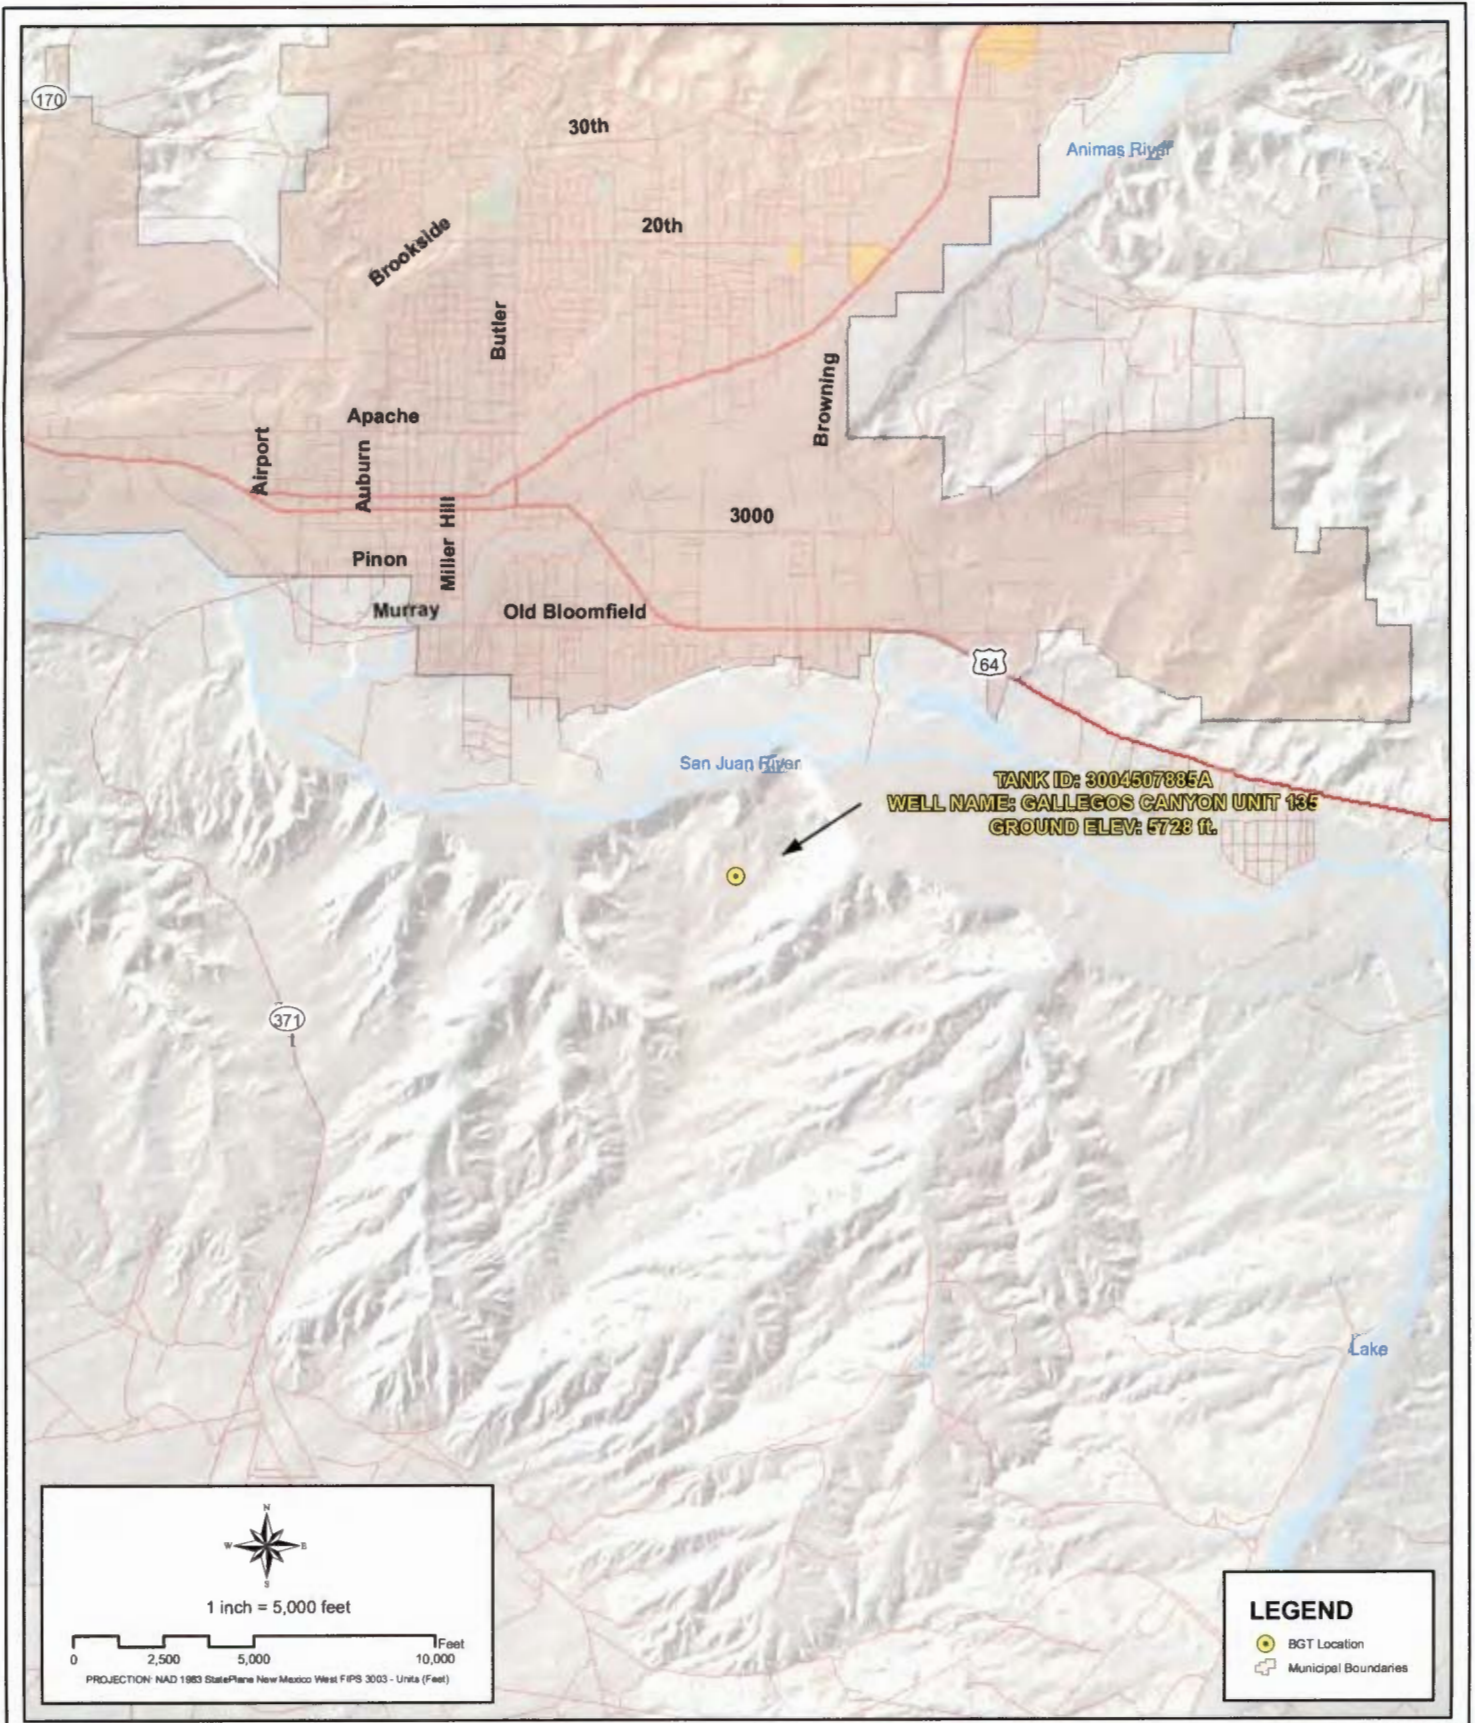 170
30th
Animas River
20th
Brookside
Butler
Browning
Apache
Airport
Auburn
3000
Miller Hill
Pinon
Murray
Old Bloomfield
64
San Juan River
TANK ID: 3004507885A
WELL NAME: GALLEGOS CANYON UNIT 135
GROUND ELEV: 5728 ft.
371
1
Lake
N
W
E
S
1 inch = 5,000 feet
Feet
0 2,500 5,000 10,000
PROJECTION: NAD 1983 StatePlane New Mexico West FIPS 3003 - Units (Feet)
LEGEND
BGT Location
Municipal Boundaries